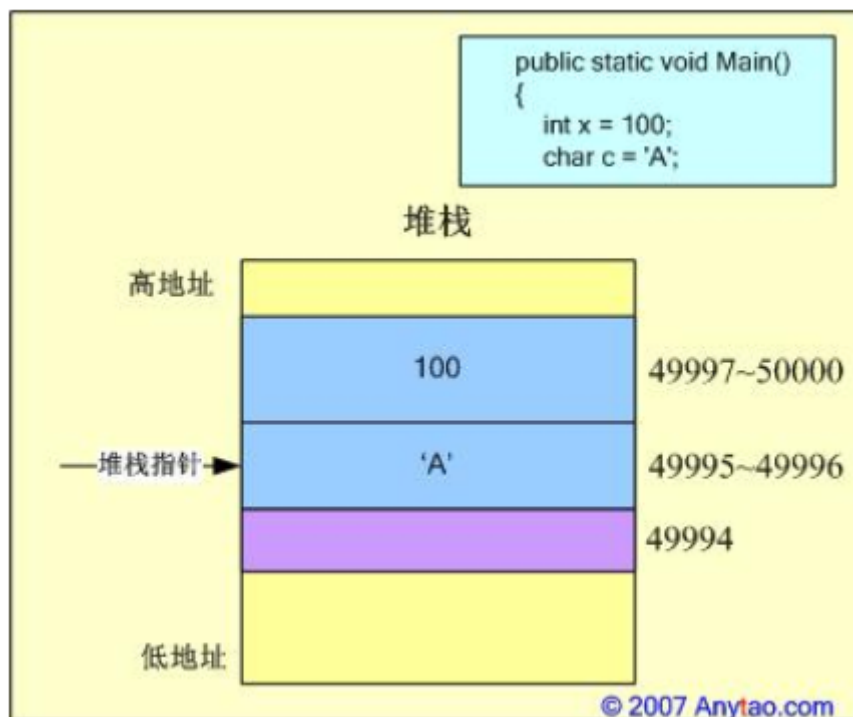 public static void Main()
{
int x = 100;
char c = 'A';
堆栈
高地址
100
49997~50000
堆栈指针
‘A’
49995~49996
49994
低地址
© 2007 Anytao.com